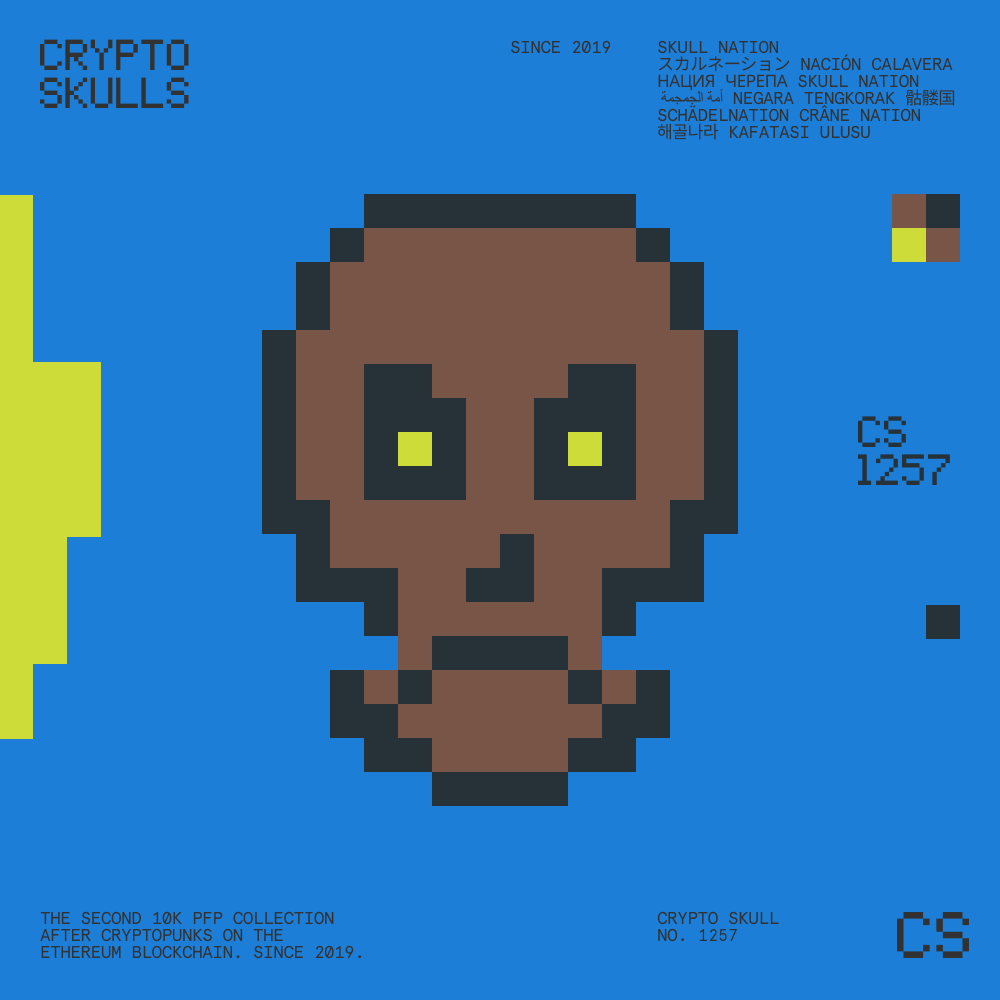 CRYPTO
SKULLS
SINCE 2019
SKULL NATION
スカルネーション NACIÓN CALAVERA
НАЦИЯ ЧЕРЕПА SKULL NATION
أمة الجمجمة NEGARA TENGKORAK 骷髅国
SCHÄDELNATION CRÂNE NATION
해골나라 KAFATASI ULUSU
CS
1257
THE SECOND 10K PFP COLLECTION
AFTER CRYPTOPUNKS ON THE
ETHEREUM BLOCKCHAIN. SINCE 2019.
CRYPTO SKULL
NO. 1257
CS